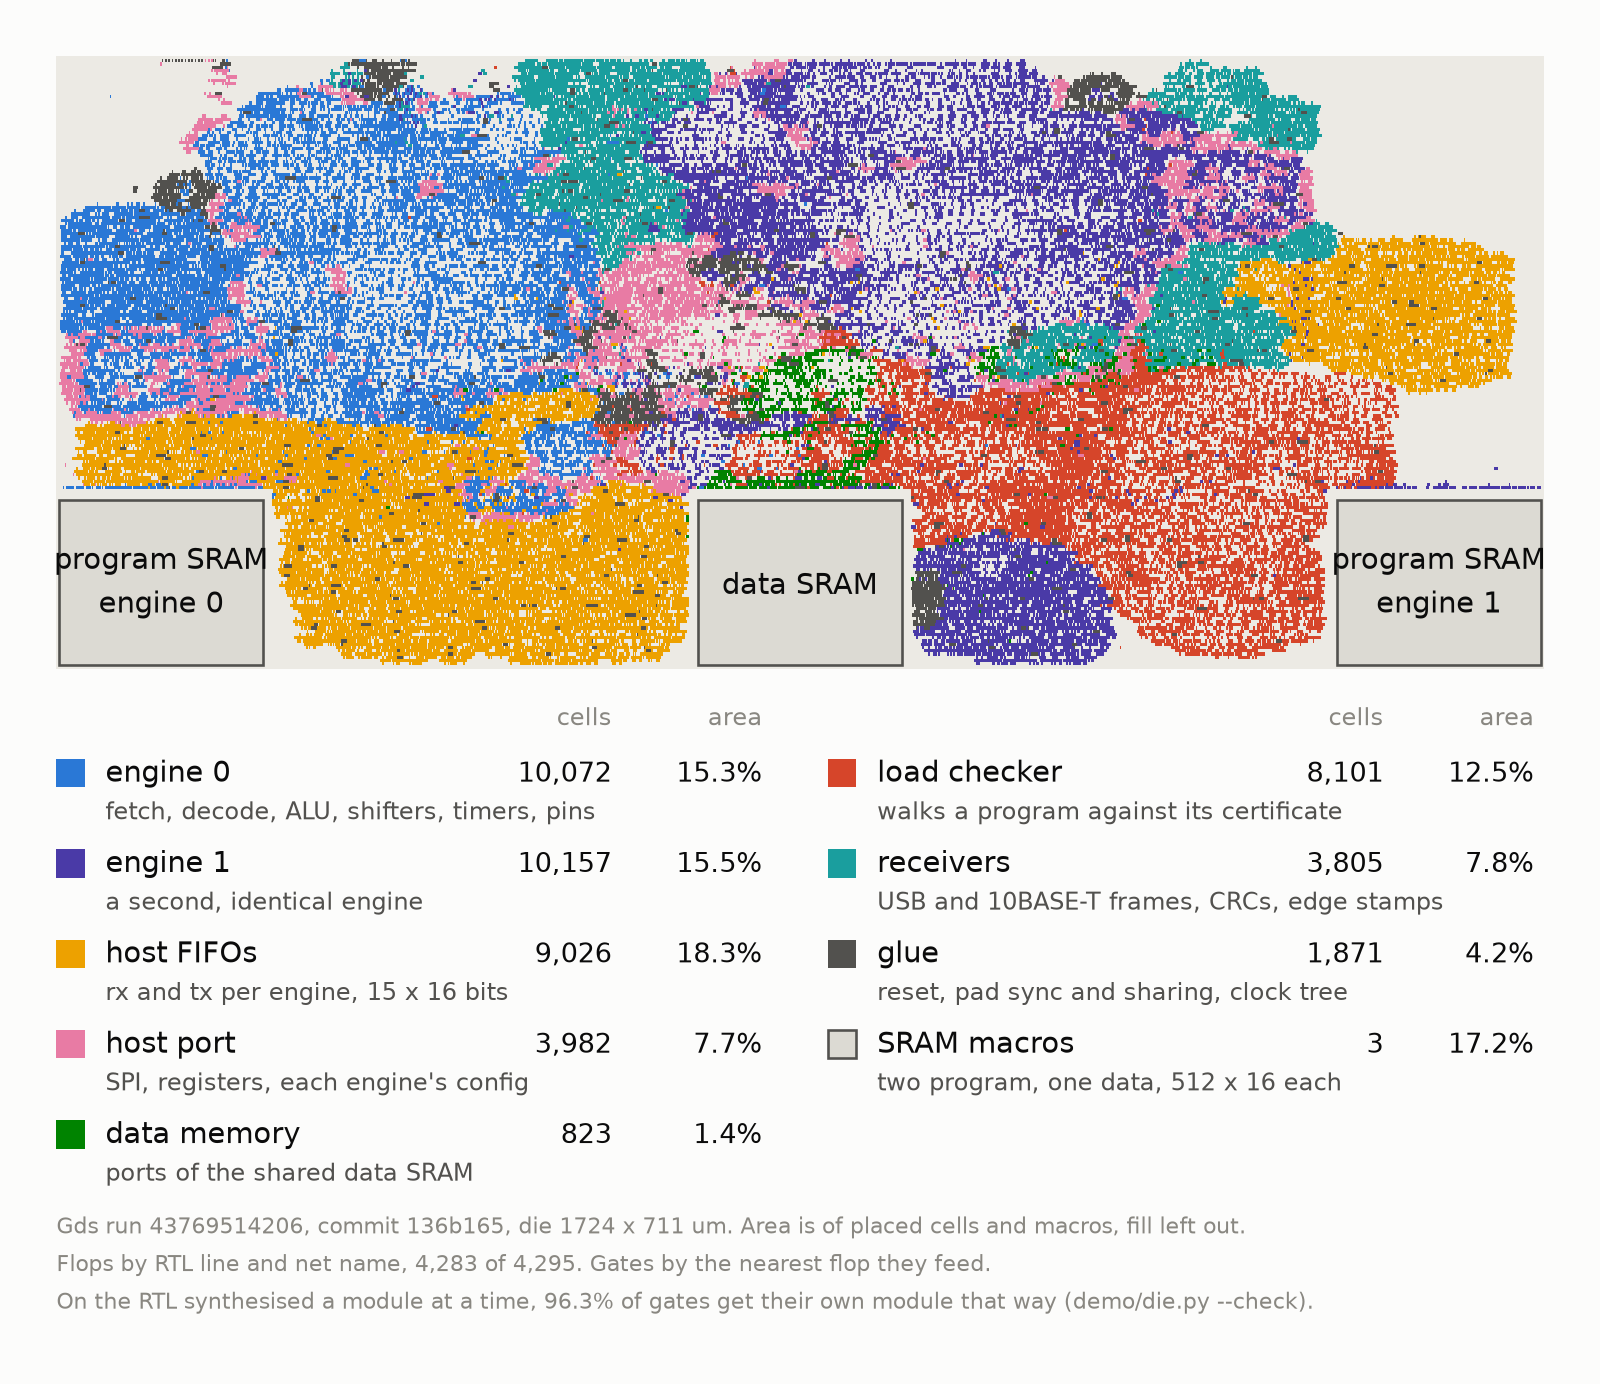 program SRAM
engine 0
data SRAM
program SRAM
engine 1
cells area
cells area
engine 0 10,072 15.3%
fetch, decode, ALU, shifters, timers, pins
load checker 8,101 12.5%
walks a program against its certificate
engine 1 10,157 15.5%
a second, identical engine
receivers 3,805 7.8%
USB and 10BASE-T frames, CRCs, edge stamps
host FIFOs 9,026 18.3%
rx and tx per engine, 15 x 16 bits
glue 1,871 4.2%
reset, pad sync and sharing, clock tree
host port 3,982 7.7%
SPI, registers, each engine's config
SRAM macros 3 17.2%
two program, one data, 512 x 16 each
data memory 823 1.4%
ports of the shared data SRAM
Gds run 43769514206, commit 136b165, die 1724 x 711 um. Area is of placed cells and macros, fill left out.
Flops by RTL line and net name, 4,283 of 4,295. Gates by the nearest flop they feed.
On the RTL synthesised a module at a time, 96.3% of gates get their own module that way (demo/die.py --check).